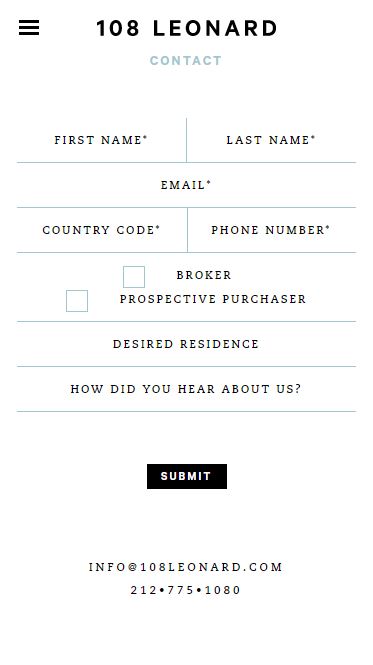 108 LEONARD
CONTACT
FIRST NAME* LAST NAME*
EMAIL*
COUNTRY CODE* PHONE NUMBER*
BROKER
PROSPECTIVE PURCHASER
DESIRED RESIDENCE
HOW DID YOU HEAR ABOUT US?
SUBMIT
INFO@108LEONARD.COM
212•775•1080